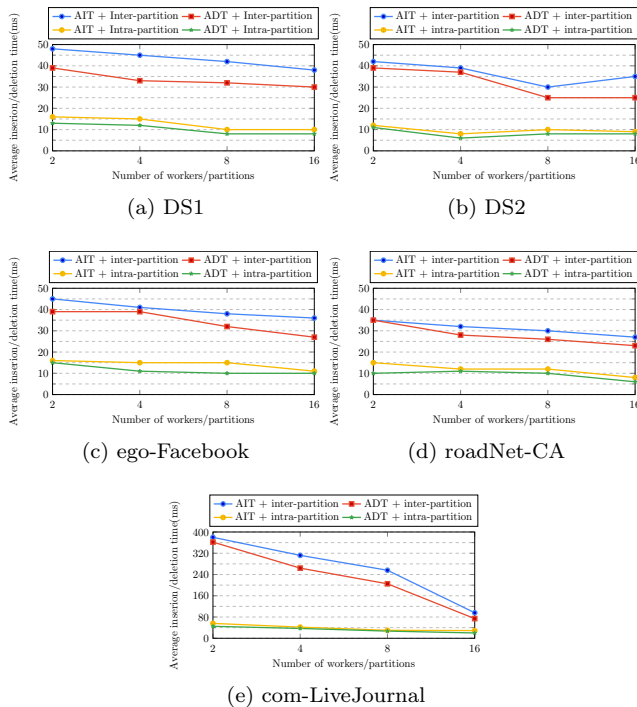 AIT + Inter-partition ADT + Inter-partition
AIT + Intra-partition ADT + Intra-partition
Average inserion/deletion time(ms)
50
40
30
20
10
0
2 4 8 16
Number of workers/partitions
(a) DS1
AIT + inter-partition ADT + inter-partition
AIT + intra-partition ADT + intra-partition
Average inserion/deletion time(ms)
50
40
30
20
10
0
2 4 8 16
Number of workers/partitions
(b) DS2
AIT + inter-partition ADT + inter-partition
AIT + intra-partition ADT + intra-partition
Average inserion/deletion time(ms)
50
40
30
20
10
0
2 4 8 16
Number of workers/partitions
(c) ego-Facebook
AIT + inter-partition ADT + inter-partition
AIT + intra-partition ADT + intra-partition
Average inserion/deletion time(ms)
50
40
30
20
10
0
2 4 8 16
Number of workers/partitions
(d) roadNet-CA
AIT + inter-partition ADT + inter-partition
AIT + intra-partition ADT + intra-partition
Average inserion/deletion time(ms)
400
320
240
160
80
0
2 4 8 16
Number of workers/partitions
(e) com-LiveJournal